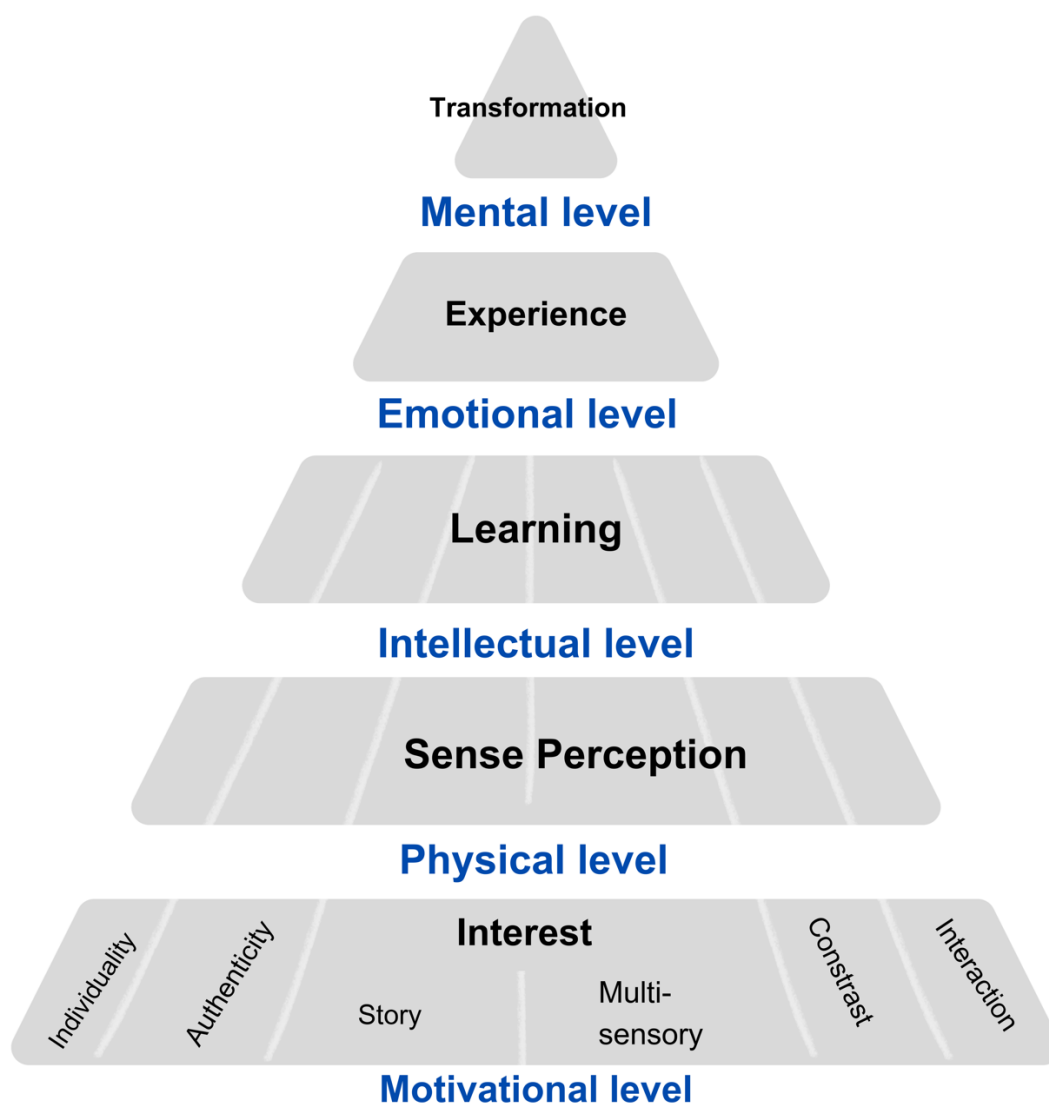 Transformation
Mental level
Experience
Emotional level
Learning
Intellectual level
Sense Perception
Physical level
Interest
Individuality
Authenticity
Story
Multi-
sensory
Constrast
Interaction
Motivational level